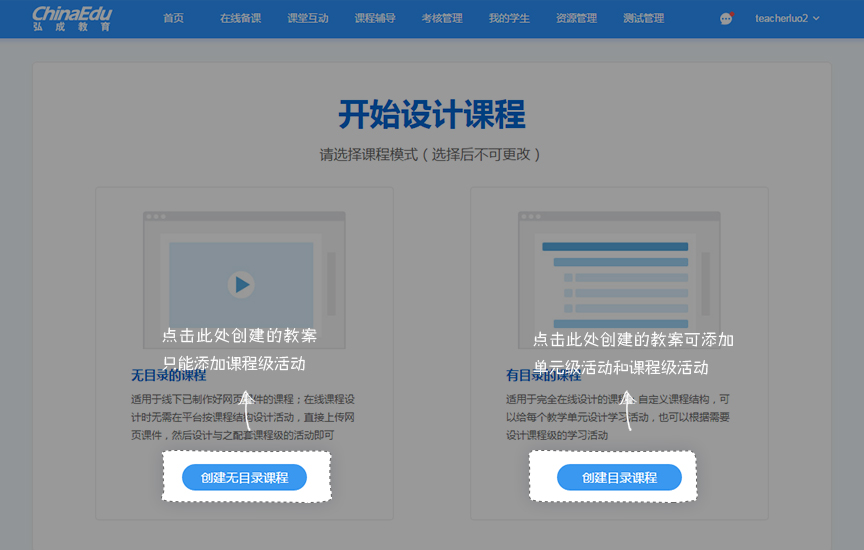 ChinaEdu
弘成教育
首页 在线备课 课堂互动 课程辅导 考核管理 我的学生 资源管理 测试管理 teacherluo2
开始设计课程
请选择课程模式（选择后不可更改）
点击此处创建的教案
只能添加课程级活动
无目录的课程
适用于线下已制作好网页课件的课程；在线课程设
计时无需在平台按课程结构设计活动，直接上传网
页课件，然后设计与之配套课程级的活动即可
创建无目录课程
点击此处创建的教案可添加
单元级活动和课程级活动
有目录的课程
适用于完全在线设计的课程，自定义课程结构，可
以给每个教学单元设计学习活动，也可以根据需要
设计课程级的学习活动
创建目录课程